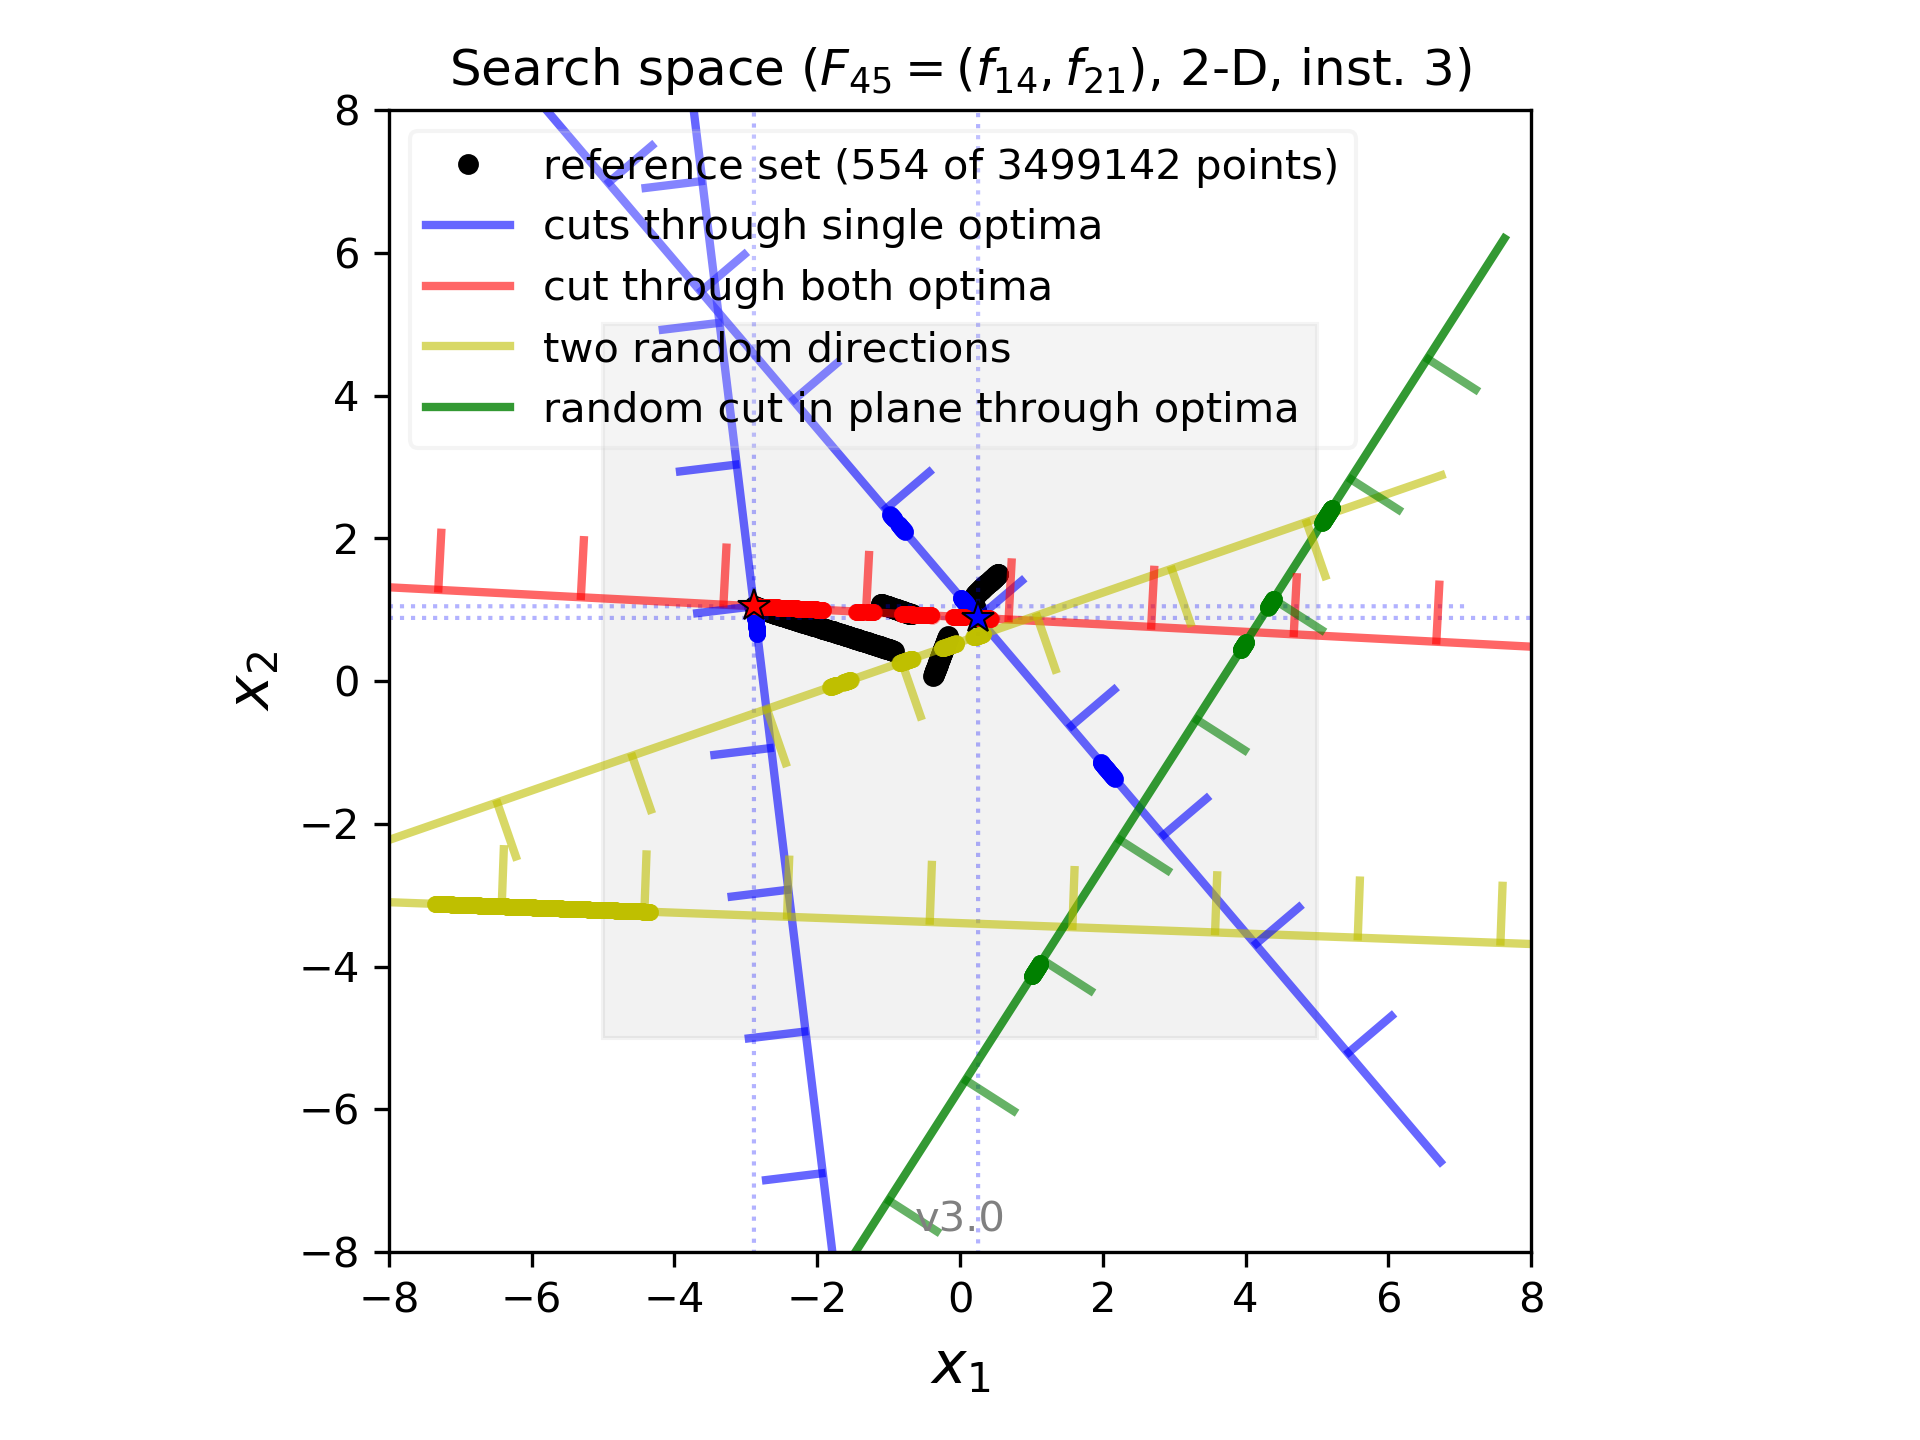 Search space (F45 = (f14, f21), 2-D, inst. 3)
8
6
4
2
0
−2
−4
−6
−8
x2
reference set (554 of 3499142 points)
cuts through single optima
cut through both optima
two random directions
random cut in plane through optima
v3.0
−8 −6 −4 −2 0 2 4 6 8
x1